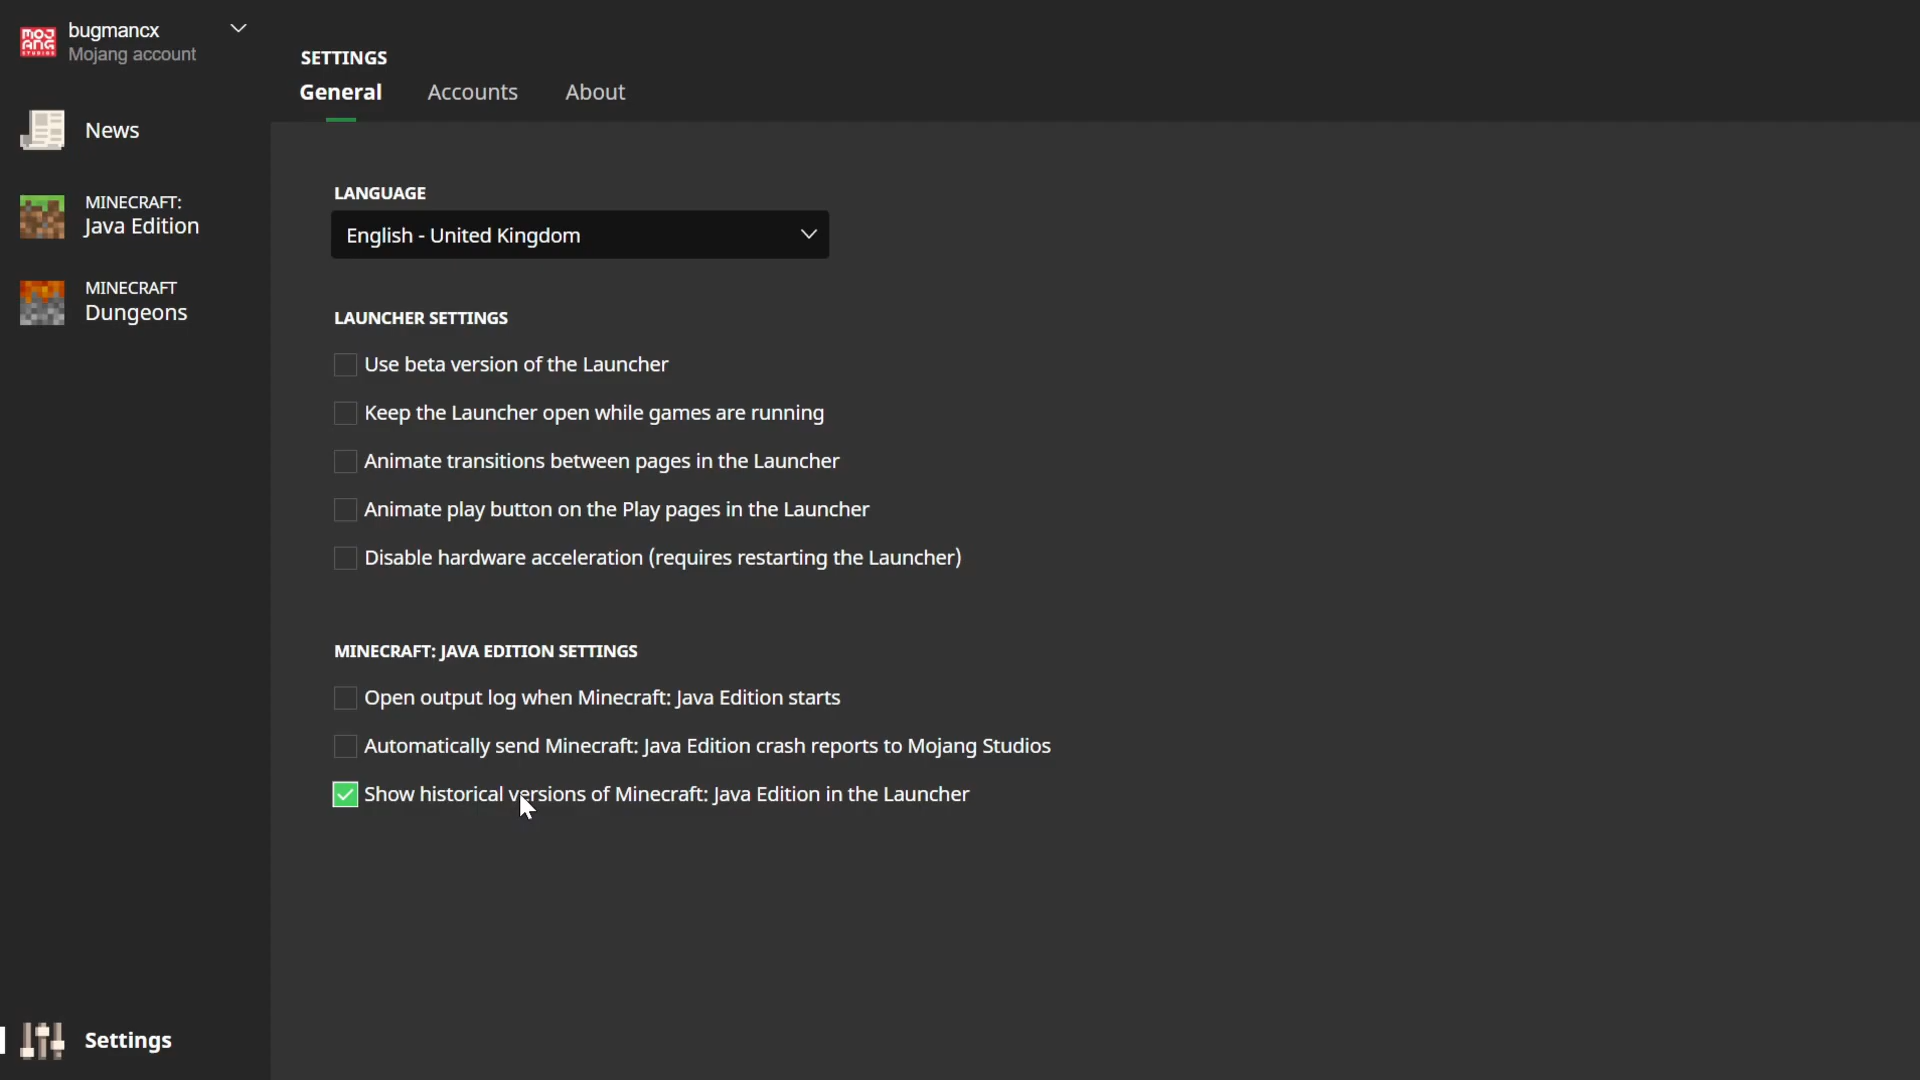 bugmancx
Mojang account
MOJ
ANG
STUDIOS
News
MINECRAFT:
Java Edition
MINECRAFT
Dungeons
Settings
SETTINGS
General Accounts About
LANGUAGE
English - United Kingdom
LAUNCHER SETTINGS
Use beta version of the Launcher
Keep the Launcher open while games are running
Animate transitions between pages in the Launcher
Animate play button on the Play pages in the Launcher
Disable hardware acceleration (requires restarting the Launcher)
MINECRAFT: JAVA EDITION SETTINGS
Open output log when Minecraft: Java Edition starts
Automatically send Minecraft: Java Edition crash reports to Mojang Studios
Show historical versions of Minecraft: Java Edition in the Launcher